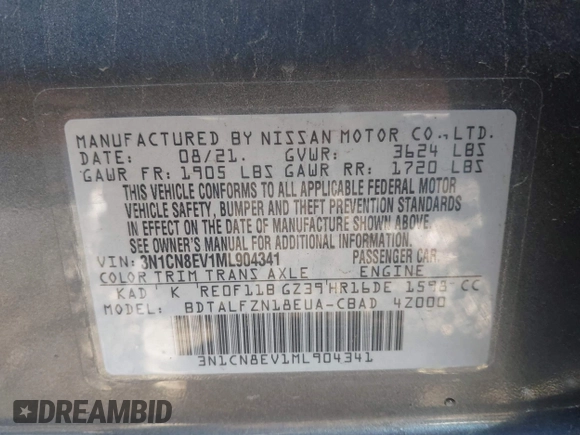 MANUFACTURED BY NISSAN MOTOR CO., LTD.
DATE: 08/21. GVWR: 3624 LBS
GAWR FR: 1905 LBS GAWR RR: 1720 LBS
THIS VEHICLE CONFORMS TO ALL APPLICABLE FEDERAL MOTOR
VEHICLE SAFETY, BUMPER AND THEFT PREVENTION STANDARDS
IN EFFECT ON THE DATE OF MANUFACTURE SHOWN ABOVE.
SEE OWNER'S MANUAL FOR ADDITIONAL INFORMATION.
VIN: 3N1CN8EV1ML904341 PASSENGER CAR.
COLOR TRIM TRANS AXLE ENGINE
KAD K RE0F11B GZ39 HR16DE 1598 CC
MODEL: BDTALFZN18EUA-CBAD 4Z000
3N1CN8EV1ML904341
DREAMBID